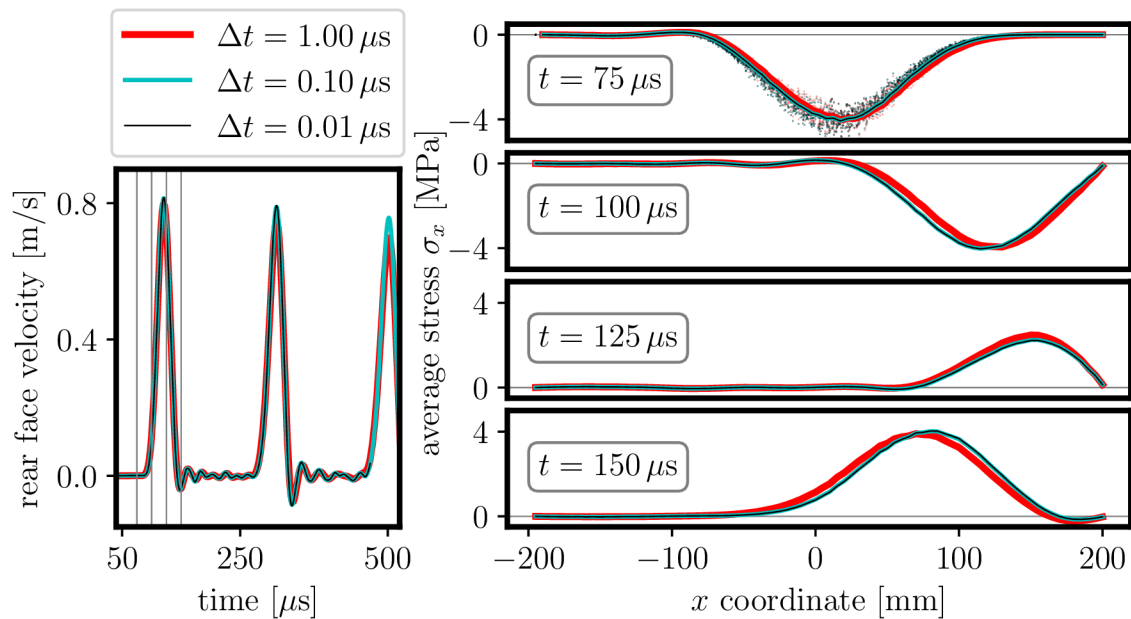 Δt = 1.00 μs
Δt = 0.10 μs
Δt = 0.01 μs
rear face velocity [m/s]
0.8
0.4
0.0
50
250
500
time [μs]
average stress σx [MPa]
0
−4
t = 75 μs
0
−4
t = 100 μs
4
0
t = 125 μs
4
0
t = 150 μs
−200
−100
0
100
200
x coordinate [mm]